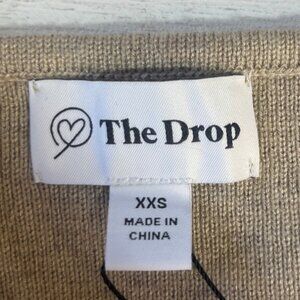 The Drop
XXS
MADE IN
CHINA